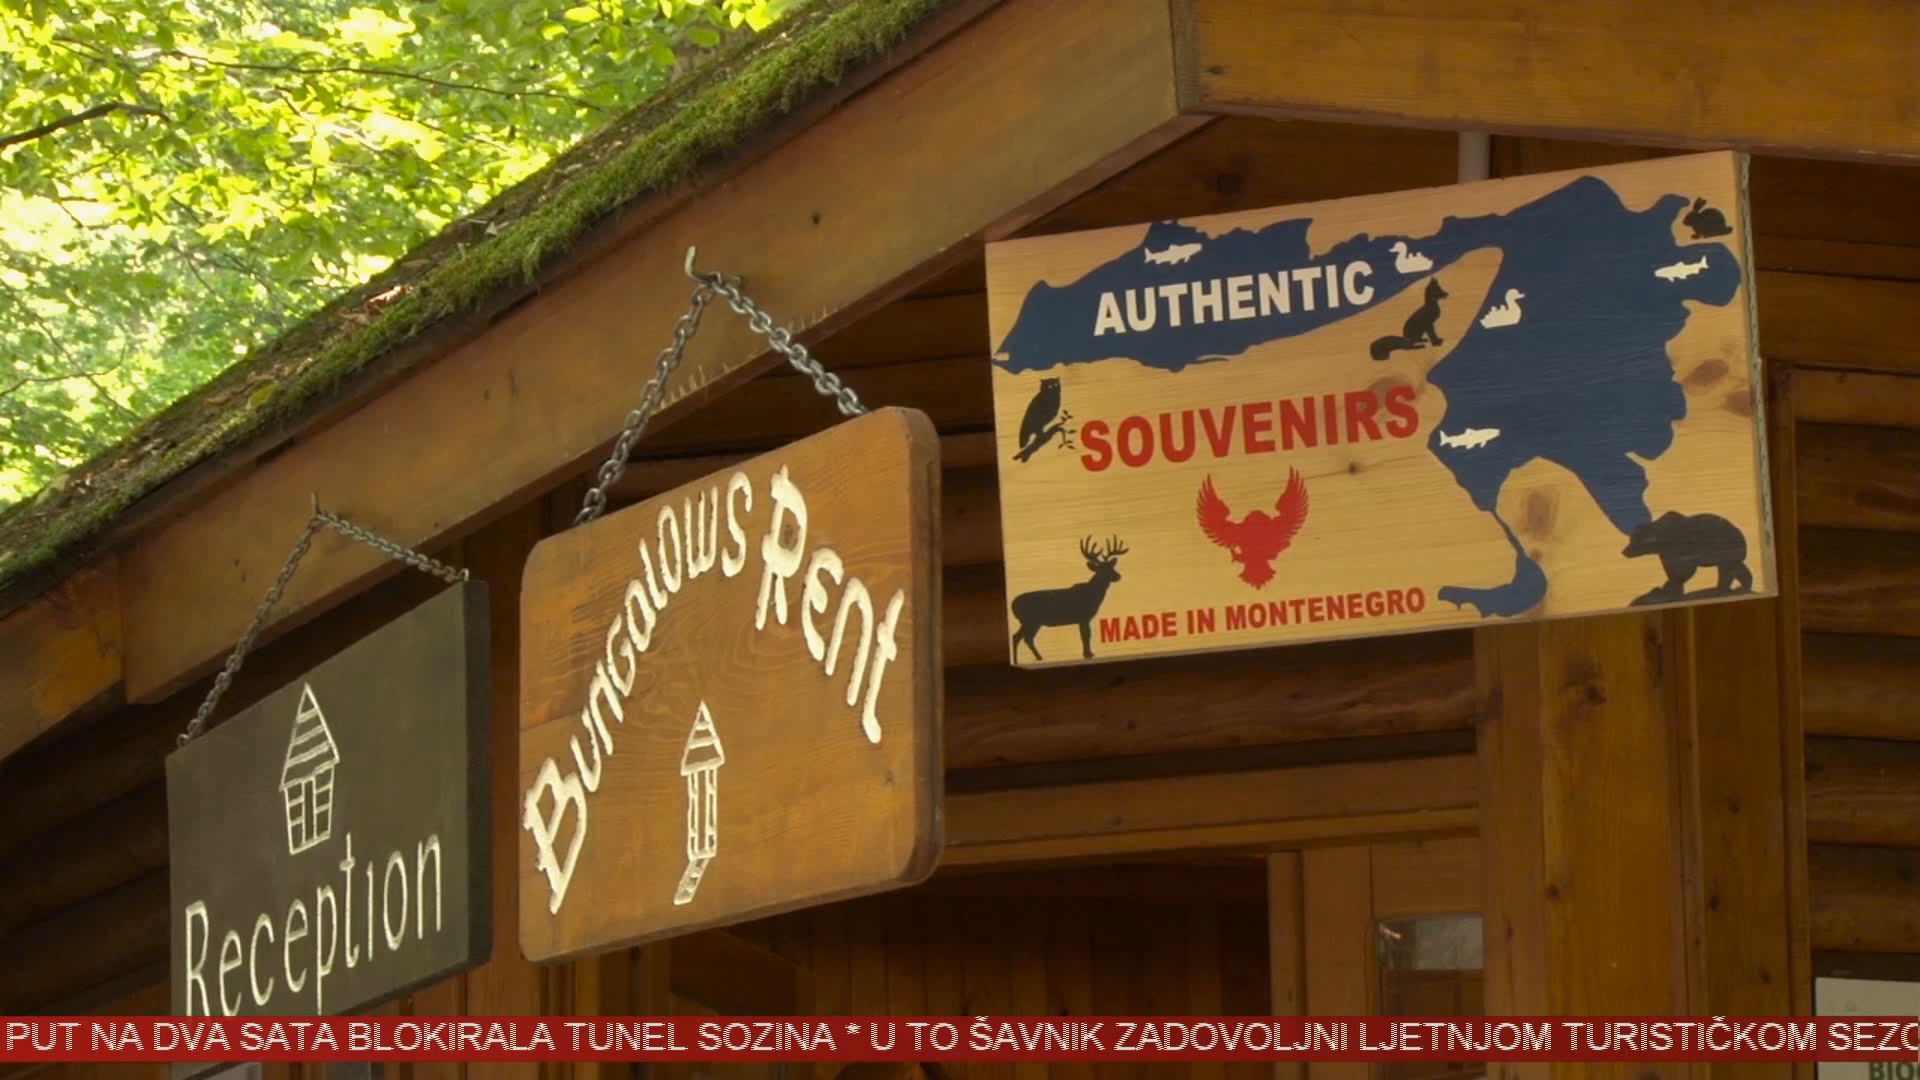 AUTHENTIC
SOUVENIRS
MADE IN MONTENEGRO
Bungalows Rent
Reception
PUT NA DVA SATA BLOKIRALA TUNEL SOZINA * U TO ŠAVNIK ZADOVOLJNI LJETNJOM TURISTIČKOM SEZO